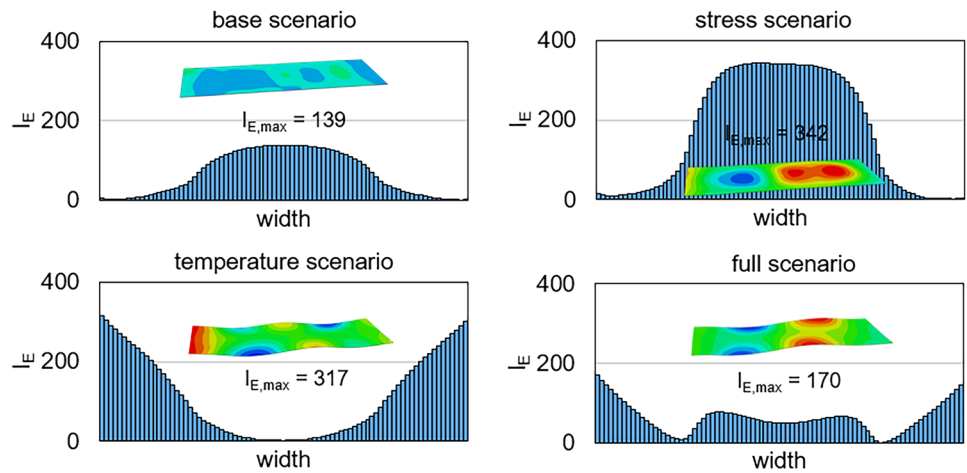 base scenario
400
I_E 200
I_E,max = 139
0
width
stress scenario
400
I_E 200
I_E,max = 342
0
width
temperature scenario
400
I_E 200
I_E,max = 317
0
width
full scenario
400
I_E 200
I_E,max = 170
0
width